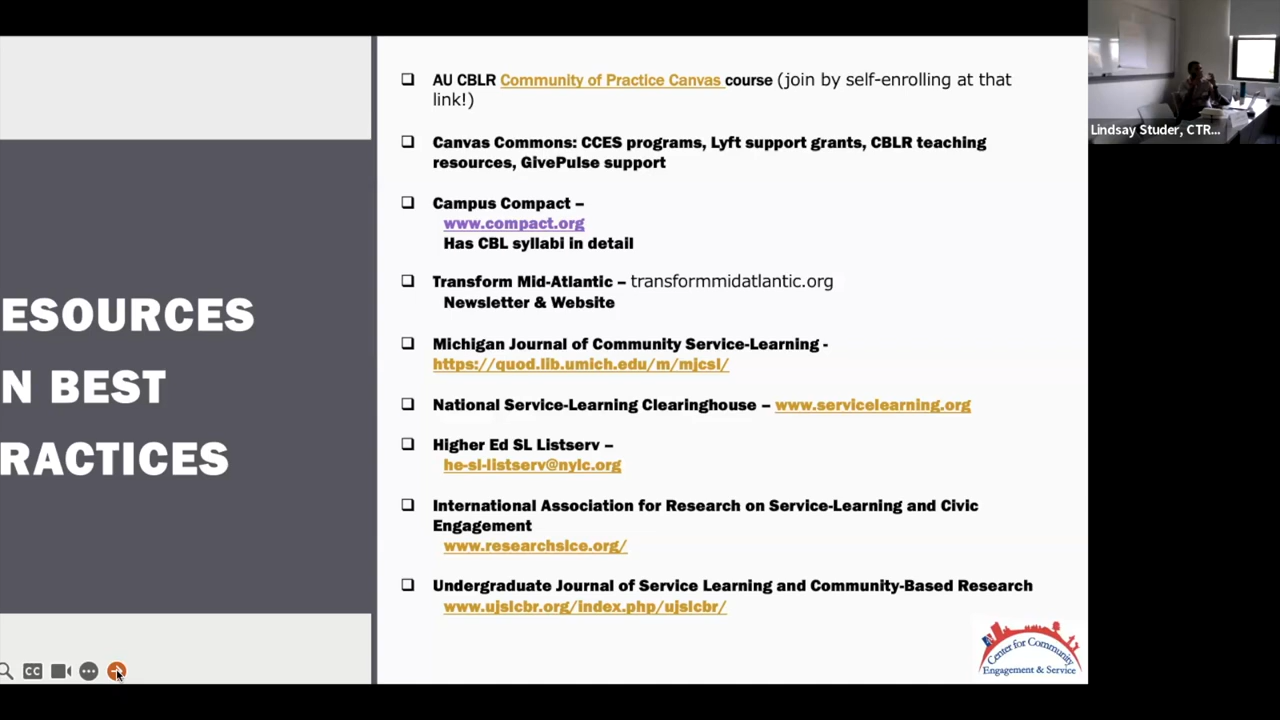 ESOURCES
N BEST
RACTICES
AU CBLR Community of Practice Canvas course (join by self-enrolling at that
link!)
Canvas Commons: CCES programs, Lyft support grants, CBLR teaching
resources, GivePulse support
Campus Compact –
www.compact.org
Has CBL syllabi in detail
Transform Mid-Atlantic – transformmidatlantic.org
Newsletter & Website
Michigan Journal of Community Service-Learning -
https://quod.lib.umich.edu/m/mjcsl/
National Service-Learning Clearinghouse – www.servicelearning.org
Higher Ed SL Listserv –
he-sl-listserv@nylc.org
International Association for Research on Service-Learning and Civic
Engagement
www.researchslce.org/
Undergraduate Journal of Service Learning and Community-Based Research
www.ujslcbr.org/index.php/ujslcbr/
Center for Community
Engagement & Service
CC
Lindsay Studer, CTR...